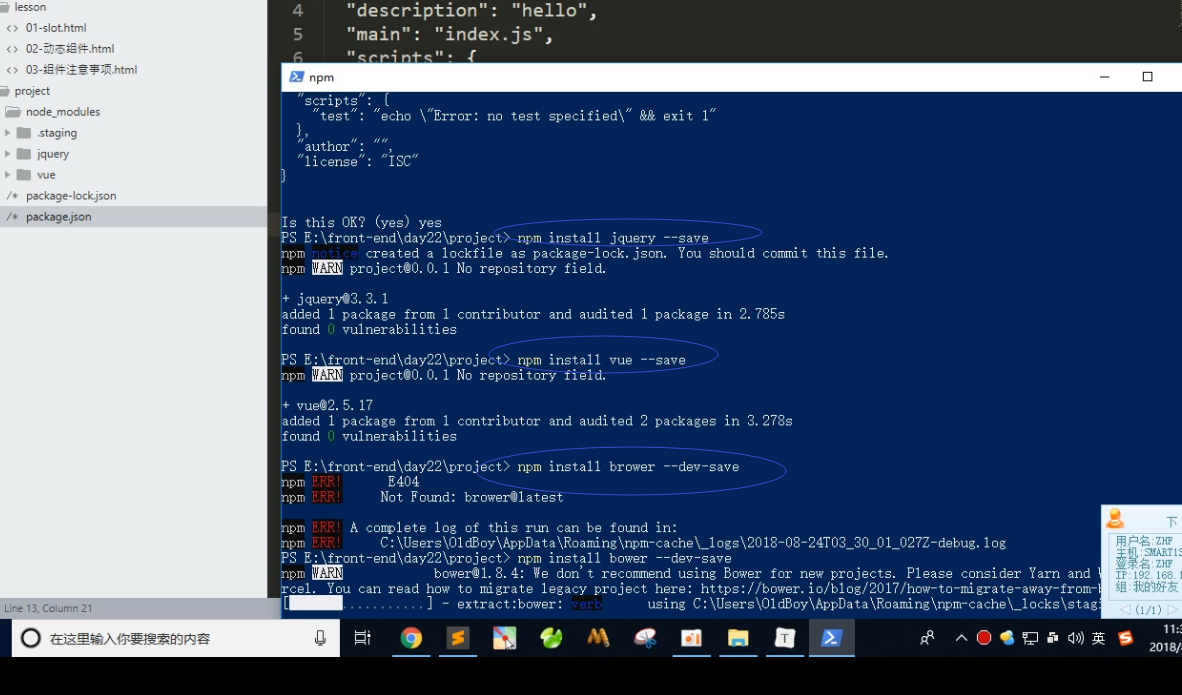 lesson
01-slot.html
02-动态组件.html
03-组件注意事项.html
project
node_modules
.staging
jquery
vue
package-lock.json
package.json
Line 13, Column 21
4 "description": "hello",
5 "main": "index.js",
6 "scripts": {
npm
"scripts": {
"test": "echo \"Error: no test specified\" && exit 1"
},
"author": "",
"license": "ISC"
}
Is this OK? (yes) yes
PS E:\front-end\day22\project> npm install jquery --save
npm notice created a lockfile as package-lock.json. You should commit this file.
npm WARN project@0.0.1 No repository field.
+ jquery@3.3.1
added 1 package from 1 contributor and audited 1 package in 2.785s
found 0 vulnerabilities
PS E:\front-end\day22\project> npm install vue --save
npm WARN project@0.0.1 No repository field.
+ vue@2.5.17
added 1 package from 1 contributor and audited 2 packages in 3.278s
found 0 vulnerabilities
PS E:\front-end\day22\project> npm install brower --dev-save
npm ERR! E404
npm ERR! Not Found: brower@latest
npm ERR! A complete log of this run can be found in:
npm ERR! C:\Users\OldBoy\AppData\Roaming\npm-cache\_logs\2018-08-24T03_30_01_027Z-debug.log
PS E:\front-end\day22\project> npm install bower --dev-save
npm WARN bower@1.8.4: We don't recommend using Bower for new projects. Please consider Yarn and
rcel. You can read how to migrate legacy project here: https://bower.io/blog/2017/how-to-migrate-away-from-
[ ...........] - extract:bower: verb using C:\Users\OldBoy\AppData\Roaming\npm-cache\_locks\stagi
下
用户名:ZHF
主机:SMART1S
登录名:ZHF
IP:192.168.1
组:我的好友
(1/1)
在这里输入你要搜索的内容
T
英
11:3
2018/